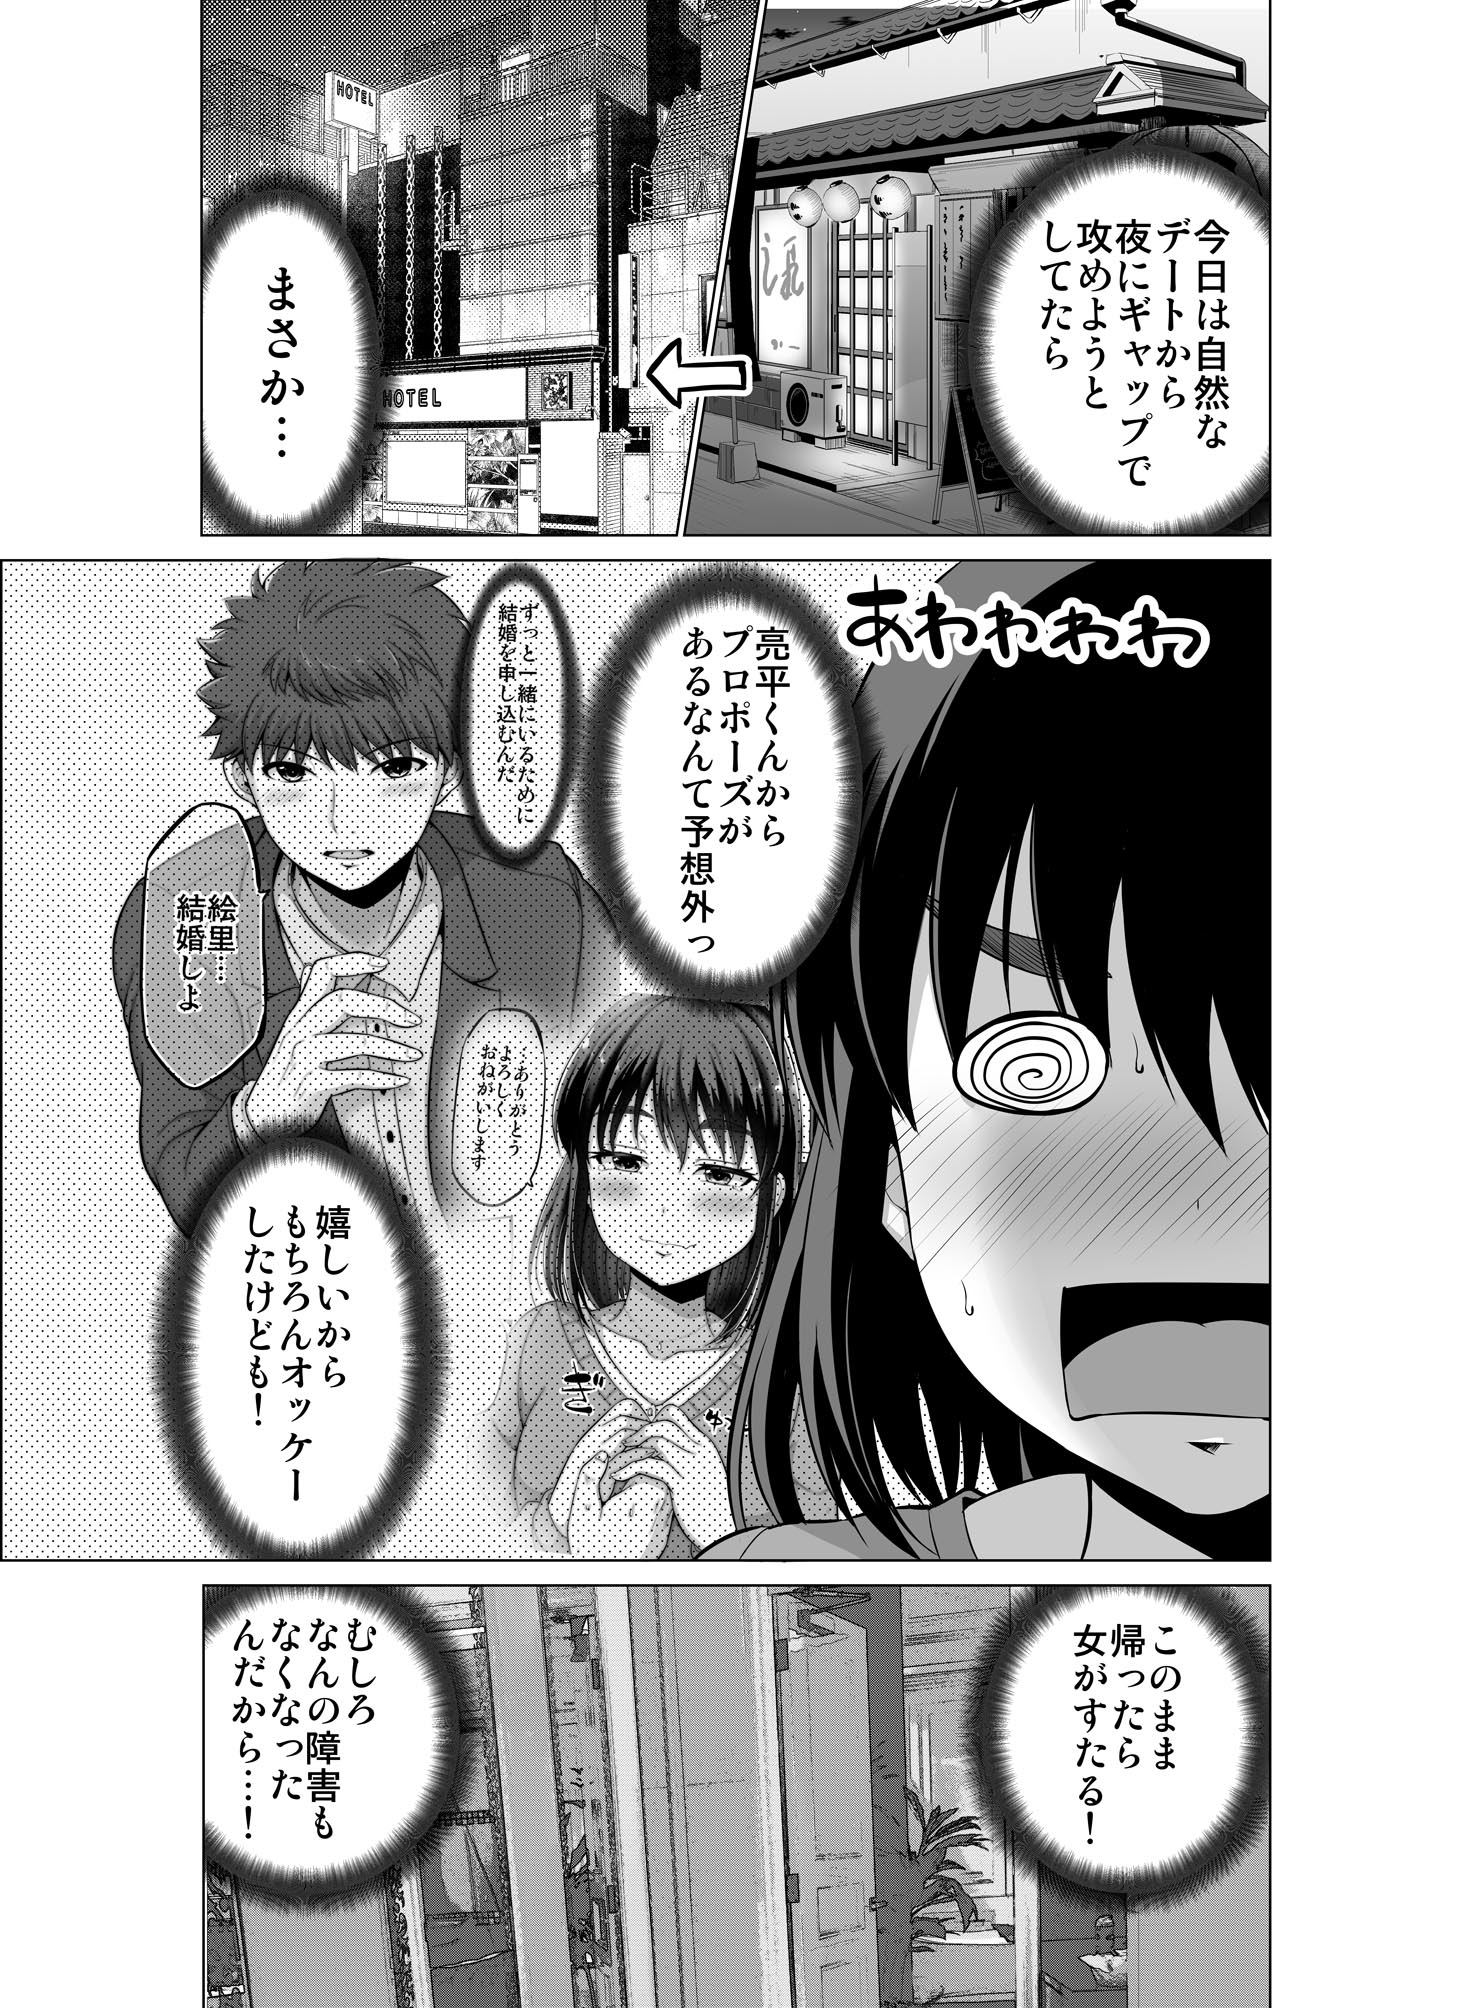 今日は自然な
デートから
夜にギャップで
攻めようと
してたら
HOTEL
HOTEL
まさか…
あわわわわ
亮平くんから
プロポーズが
あるなんて予想外っ
ずっと一緒にいるために
結婚を申し込むんだ
絵里…
結婚しよ
…ありがとう
よろしく
おねがいします
ぎ
ゅっ
嬉しいから
もちろんオッケー
したけども！
このまま
帰ったら
女がすたる！
むしろ
なんの障害も
なくなった
んだから…！